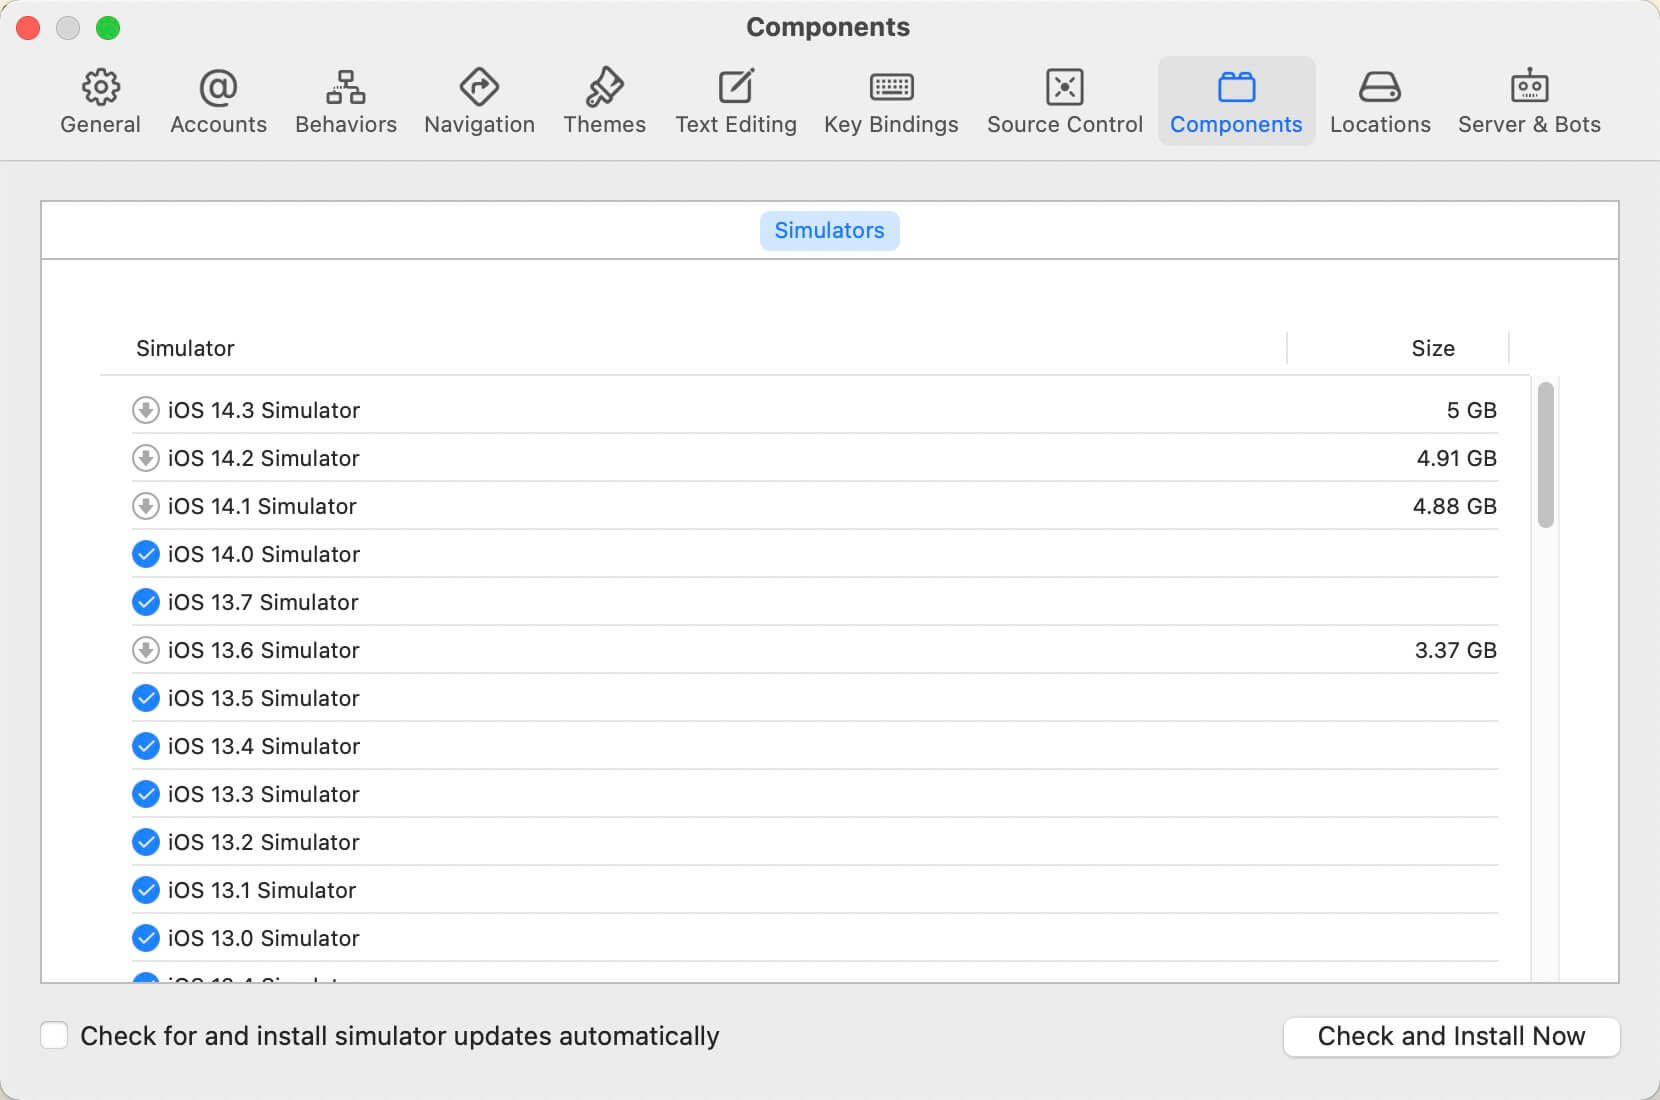 Components
General Accounts Behaviors Navigation Themes Text Editing Key Bindings Source Control Components Locations Server & Bots
Simulators
Simulator Size
iOS 14.3 Simulator 5 GB
iOS 14.2 Simulator 4.91 GB
iOS 14.1 Simulator 4.88 GB
iOS 14.0 Simulator
iOS 13.7 Simulator
iOS 13.6 Simulator 3.37 GB
iOS 13.5 Simulator
iOS 13.4 Simulator
iOS 13.3 Simulator
iOS 13.2 Simulator
iOS 13.1 Simulator
iOS 13.0 Simulator
Check for and install simulator updates automatically Check and Install Now